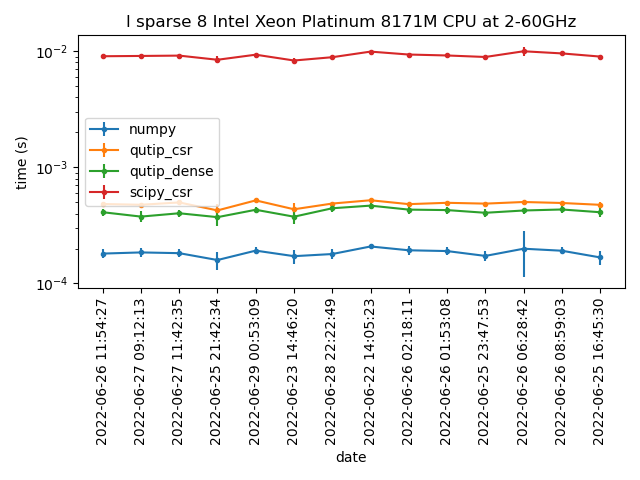 I sparse 8 Intel Xeon Platinum 8171M CPU at 2-60GHz
time (s)
10⁻²
10⁻³
10⁻⁴
numpy
qutip_csr
qutip_dense
scipy_csr
2022-06-26 11:54:27
2022-06-27 09:12:13
2022-06-27 11:42:35
2022-06-25 21:42:34
2022-06-29 00:53:09
2022-06-23 14:46:20
2022-06-28 22:22:49
2022-06-22 14:05:23
2022-06-26 02:18:11
2022-06-26 01:53:08
2022-06-25 23:47:53
2022-06-26 06:28:42
2022-06-26 08:59:03
2022-06-25 16:45:30
date